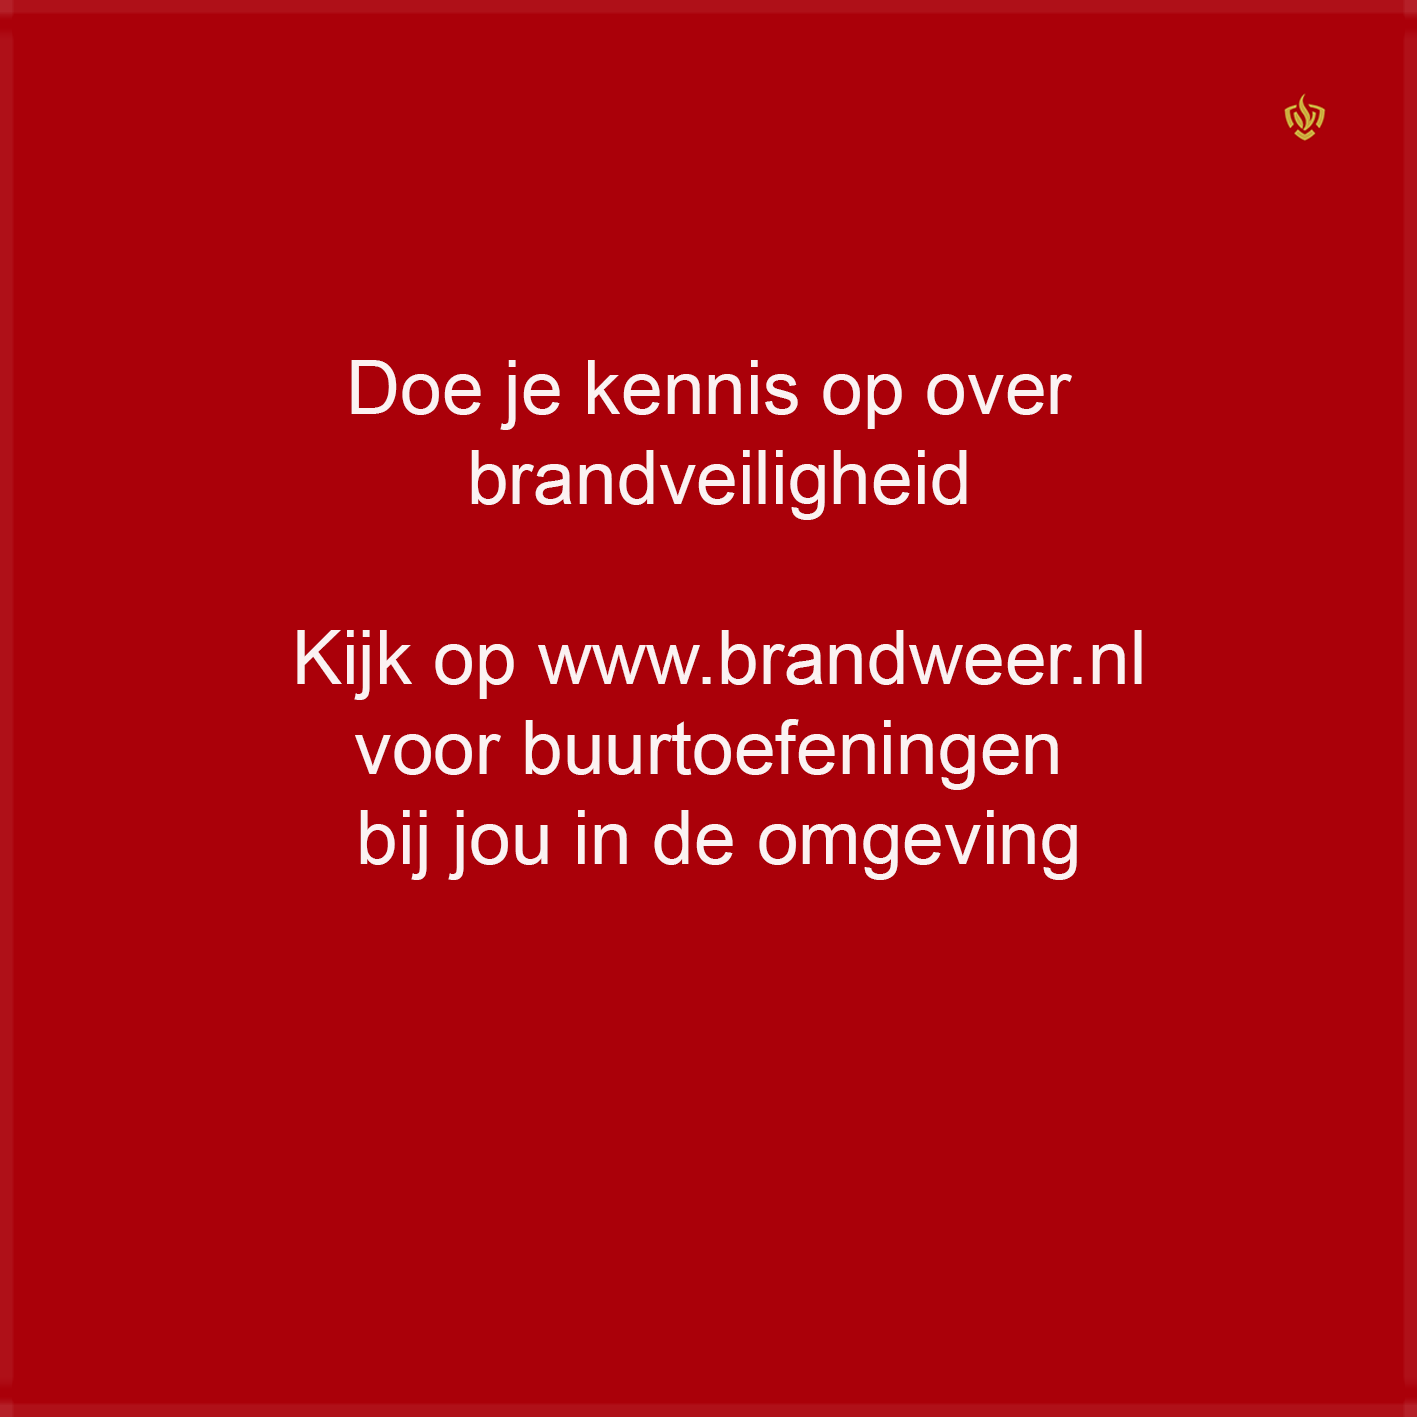 Doe je kennis op over
brandveiligheid
Kijk op www.brandweer.nl
voor buurtoefeningen
bij jou in de omgeving